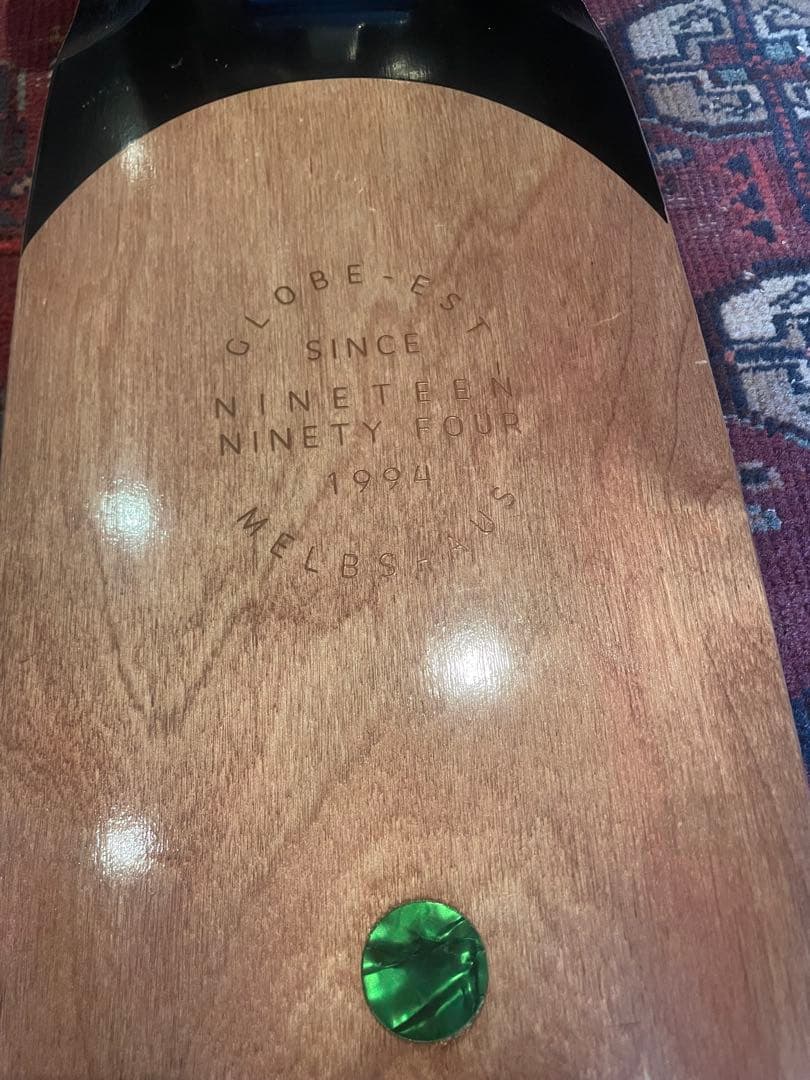 GLOBE-EST
SINCE
NINETEEN
NINETY FOUR
1994
MELBS-AUS